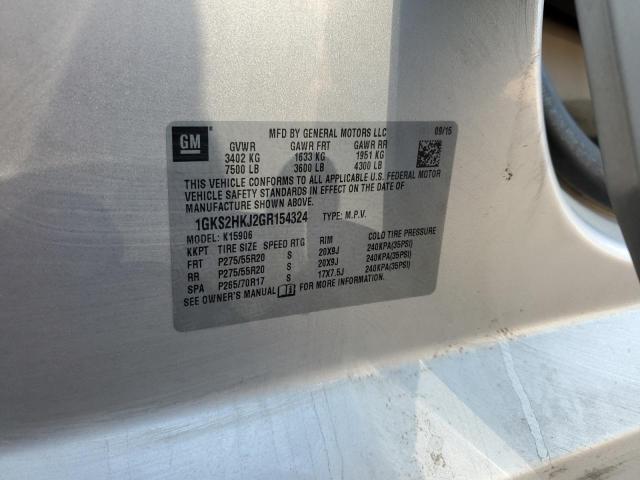 GM
MFD BY GENERAL MOTORS LLC 09/15
GVWR GAWR FRT GAWR RR
3402 KG 1633 KG 1951 KG
7500 LB 3600 LB 4300 LB
THIS VEHICLE CONFORMS TO ALL APPLICABLE U.S. FEDERAL MOTOR
VEHICLE SAFETY STANDARDS IN EFFECT ON THE DATE OF
MANUFACTURE SHOWN ABOVE.
1GKS2HKJ2GR154324 TYPE: M.P.V.
MODEL: K15906
KKPT TIRE SIZE SPEED RTG RIM COLD TIRE PRESSURE
FRT P275/55R20 S 20X9J 240KPA(35PSI)
RR P275/55R20 S 20X9J 240KPA(35PSI)
SPA P265/70R17 S 17X7.5J 240KPA(35PSI)
SEE OWNER'S MANUAL FOR MORE INFORMATION.